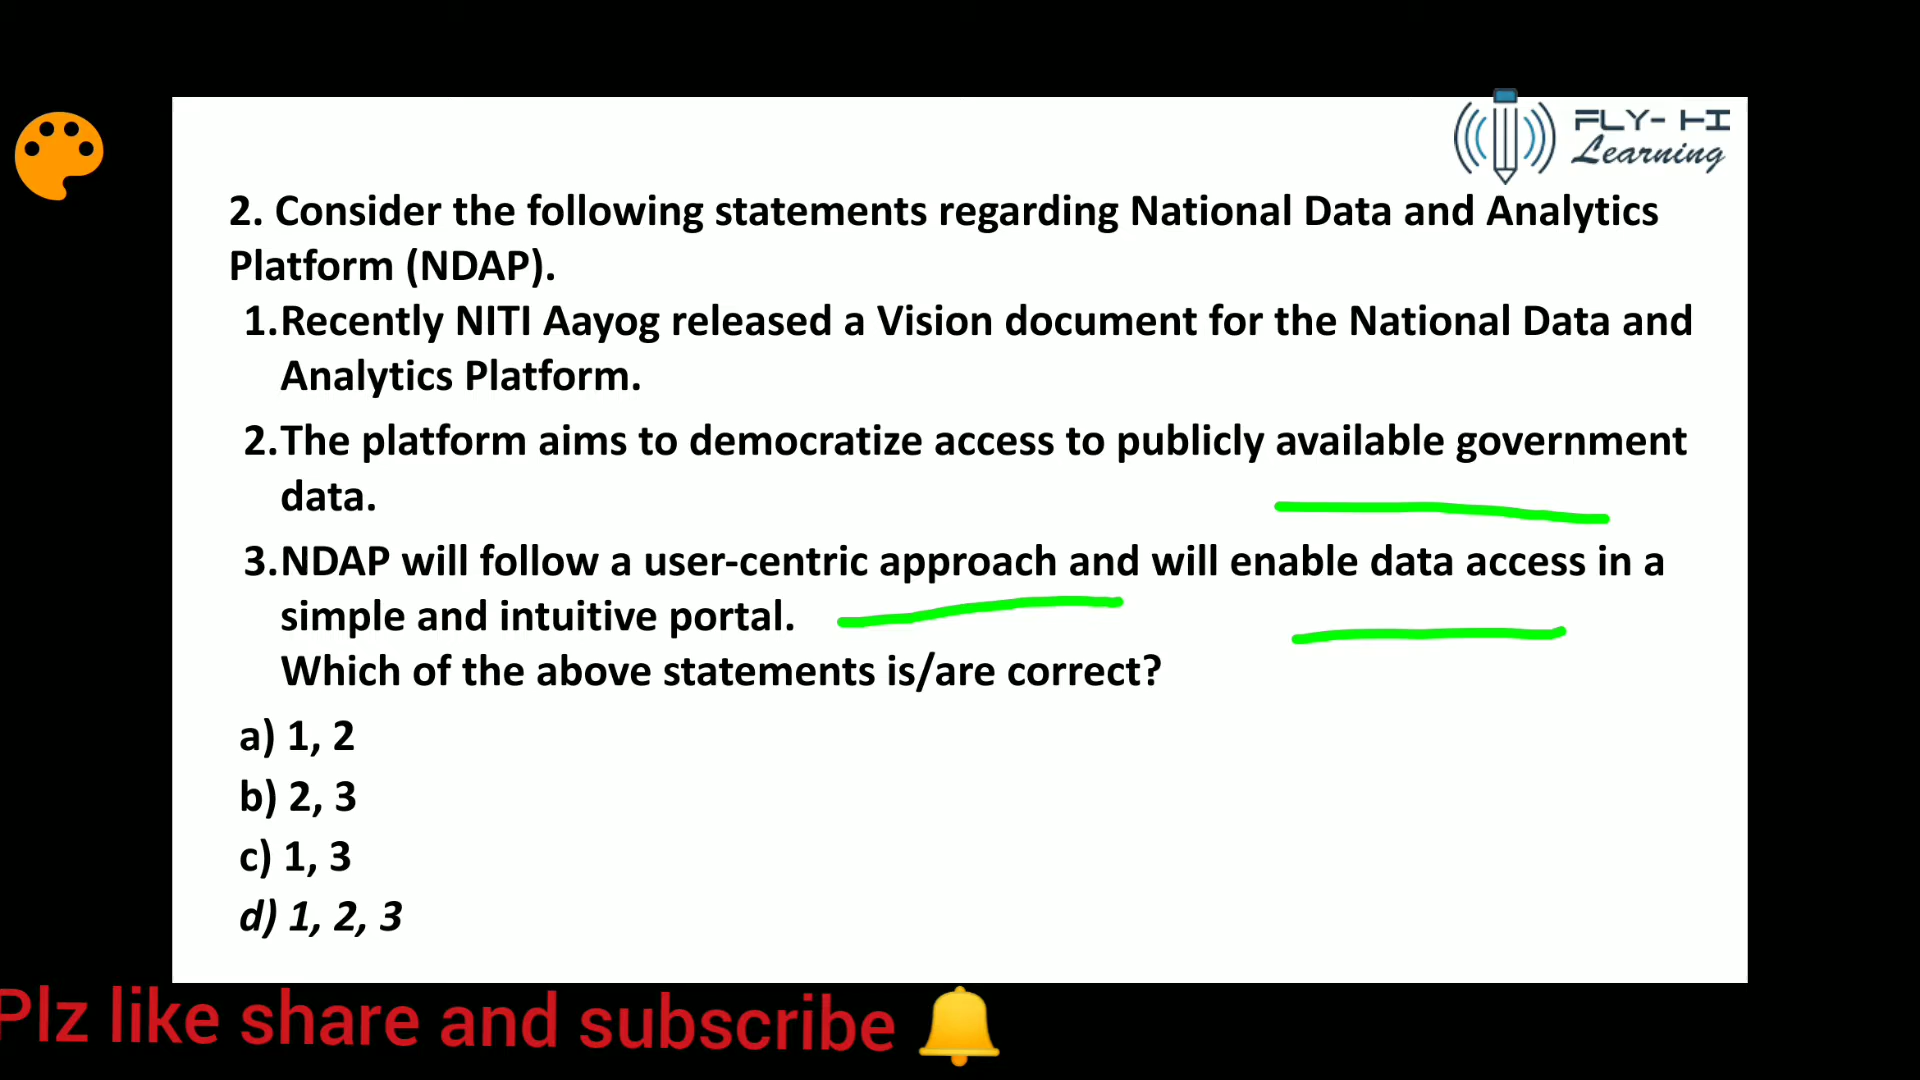 FLY-HI
Learning
2. Consider the following statements regarding National Data and Analytics
Platform (NDAP).
1.Recently NITI Aayog released a Vision document for the National Data and
Analytics Platform.
2.The platform aims to democratize access to publicly available government
data.
3.NDAP will follow a user-centric approach and will enable data access in a
simple and intuitive portal.
Which of the above statements is/are correct?
a) 1, 2
b) 2, 3
c) 1, 3
d) 1, 2, 3
Plz like share and subscribe